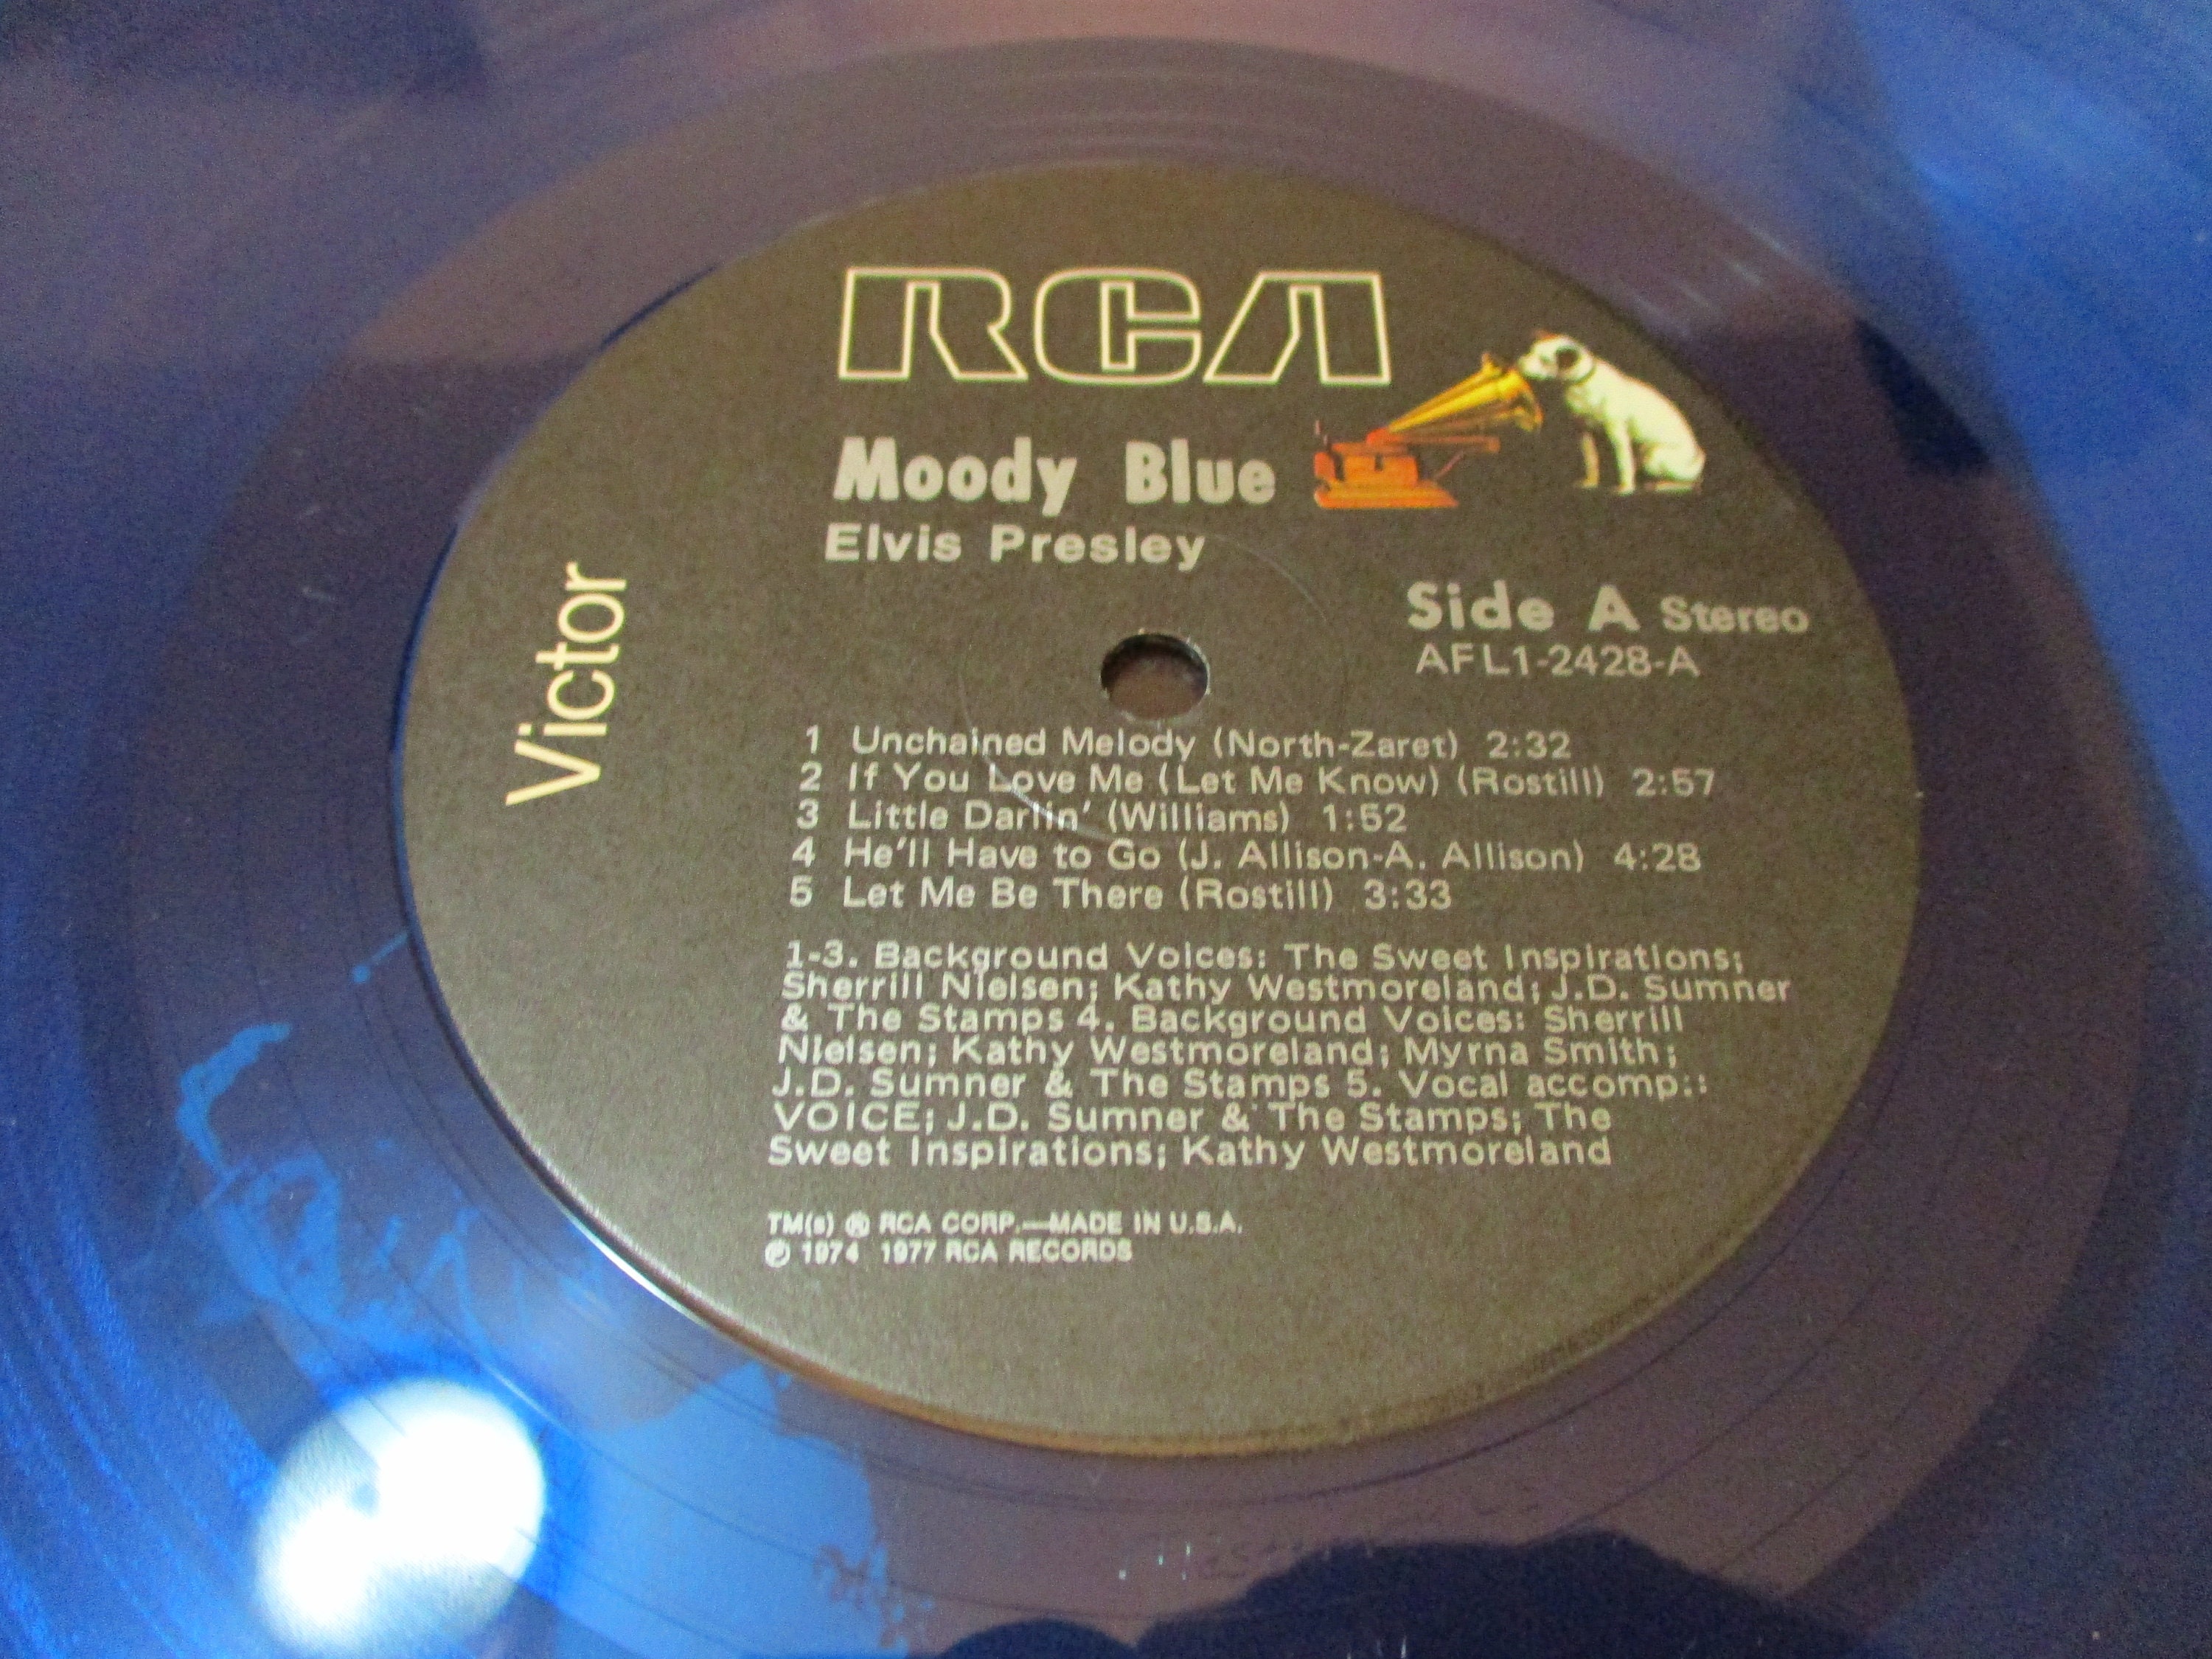 RCA
Moody Blue
Elvis Presley
Victor
Side A Stereo
AFL1-2428-A
1 Unchained Melody (North-Zaret) 2:32
2 If You Love Me (Let Me Know) (Rostill) 2:57
3 Little Darlin' (Williams) 1:52
4 He'll Have to Go (J. Allison-A. Allison) 4:28
5 Let Me Be There (Rostill) 3:33
1-3. Background Voices: The Sweet Inspirations;
Sherrill Nielsen; Kathy Westmoreland; J.D. Sumner
& The Stamps 4. Background Voices: Sherrill
Nielsen; Kathy Westmoreland; Myrna Smith;
J.D. Sumner & The Stamps 5. Vocal accomp.:
VOICE; J.D. Sumner & The Stamps; The
Sweet Inspirations; Kathy Westmoreland
TM(s) ® RCA CORP.—MADE IN U.S.A.
℗ 1974 1977 RCA RECORDS